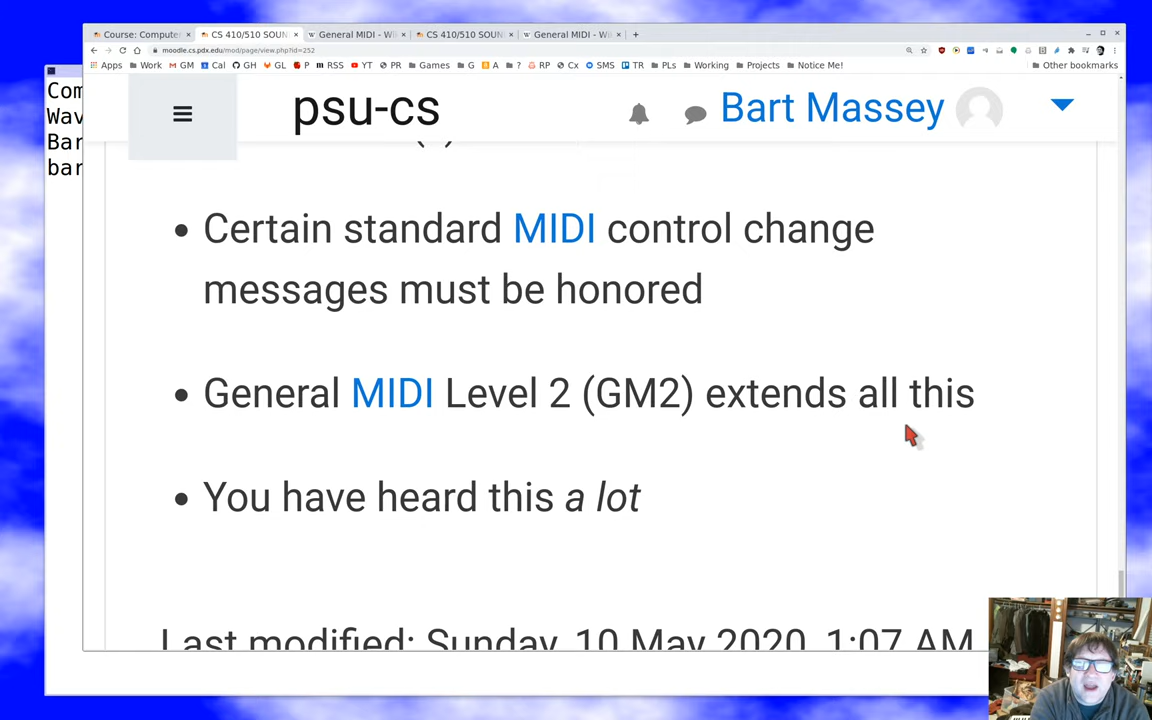 Course: Compute
CS 410/510 SOUN
General MIDI - Wi
CS 410/510 SOUN
General MIDI - Wi
moodle.cs.pdx.edu/mod/page/view.php?id=252
Apps Work GM Cal GH GL P RSS YT PR Games G A ? RP Cx SMS TR PLs Working Projects Notice Me! Other bookmarks
Com
Wav
Bar
bar
psu-cs
Bart Massey
• Certain standard MIDI control change
messages must be honored
• General MIDI Level 2 (GM2) extends all this
• You have heard this a lot
Last modified: Sunday, 10 May 2020, 1:07 AM